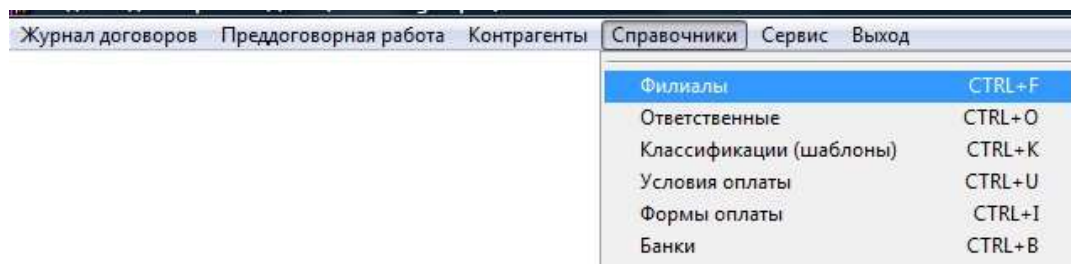 Журнал договоров Преддоговорная работа Контрагенты Справочники Сервис Выход
Филиалы CTRL+F
Ответственные CTRL+O
Классификации (шаблоны) CTRL+K
Условия оплаты CTRL+U
Формы оплаты CTRL+I
Банки CTRL+B